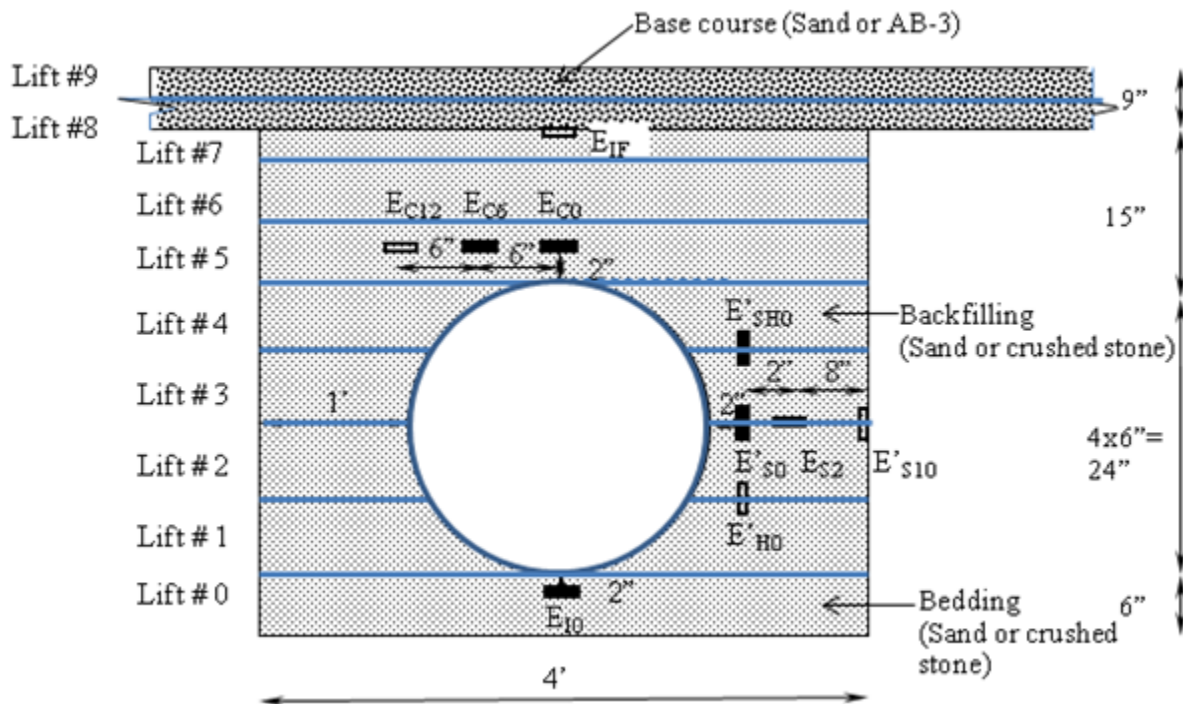 Base course (Sand or AB-3)
Lift #9
9”
Lift #8
E_IF
Lift #7
Lift #6
E_C12 E_C6 E_C0
15”
6” 6”
Lift #5
2”
Lift #4
E’_SH0
Backfilling
(Sand or crushed stone)
2” 8”
Lift #3
1’
2”
4x6”=
24”
Lift #2
E’_S0 E_S2 E’_S10
Lift #1
E’_H0
Lift #0
2”
E_I0
Bedding
(Sand or crushed
stone)
6”
4’